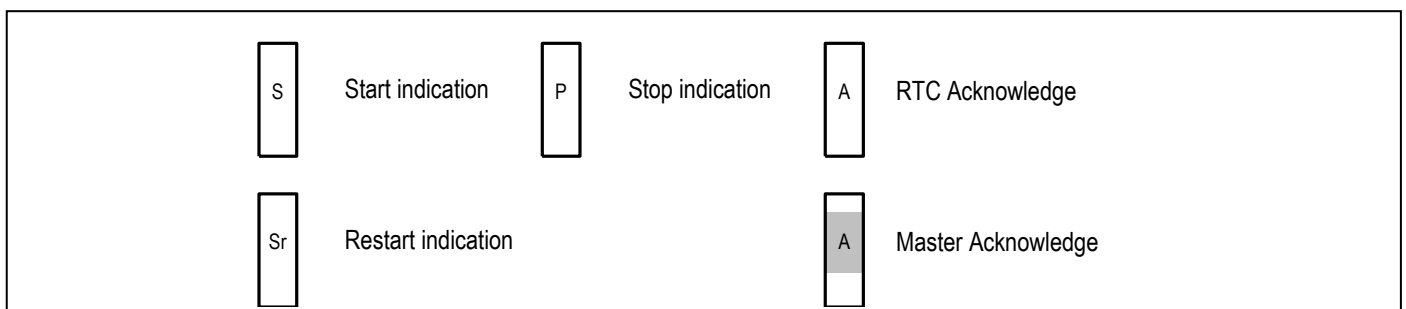 S Start indication P Stop indication A RTC Acknowledge
Sr Restart indication A Master Acknowledge